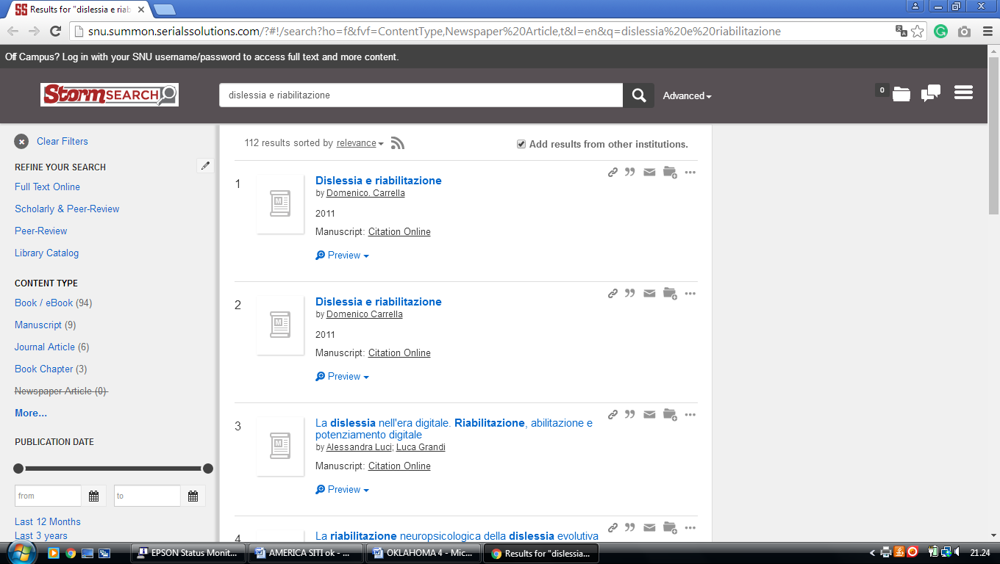 Results for "dislessia e riab
snu.summon.serialssolutions.com/?#!/search?ho=f&fvf=ContentType,Newspaper%20Article,t&l=en&q=dislessia%20e%20riabilitazione
Off Campus? Log in with your SNU username/password to access full text and more content.
Storm SEARCH
dislessia e riabilitazione
Advanced
0
Clear Filters
REFINE YOUR SEARCH
Full Text Online
Scholarly & Peer-Review
Peer-Review
Library Catalog
CONTENT TYPE
Book / eBook (94)
Manuscript (9)
Journal Article (6)
Book Chapter (3)
Newspaper Article (0)
More...
PUBLICATION DATE
from
to
Last 12 Months
Last 3 years
112 results sorted by relevance
Add results from other institutions.
1
Dislessia e riabilitazione
by Domenico. Carrella
2011
Manuscript: Citation Online
Preview
2
Dislessia e riabilitazione
by Domenico Carrella
2011
Manuscript: Citation Online
Preview
3
La dislessia nell'era digitale. Riabilitazione, abilitazione e
potenziamento digitale
by Alessandra Luci; Luca Grandi
Manuscript: Citation Online
Preview
4
La riabilitazione neuropsicologica della dislessia evolutiva
EPSON Status Monit...
AMERICA SITI ok - ...
OKLAHOMA 4 - Mic...
Results for "dislessia...
21.24